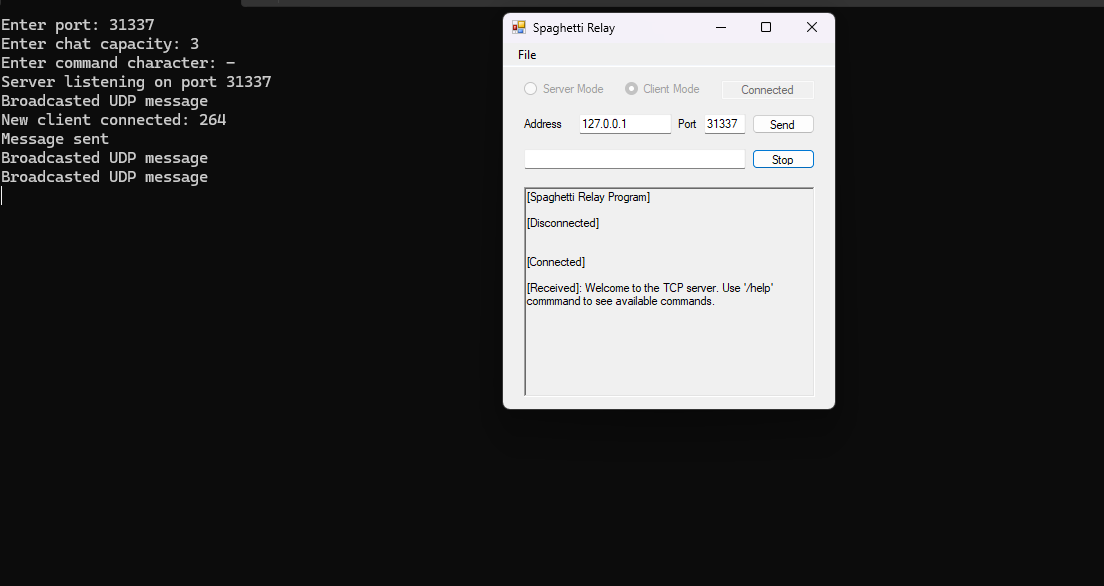 Enter port: 31337
Enter chat capacity: 3
Enter command character: -
Server listening on port 31337
Broadcasted UDP message
New client connected: 264
Message sent
Broadcasted UDP message
Broadcasted UDP message
Spaghetti Relay
File
Server Mode Client Mode Connected
Address 127.0.0.1 Port 31337 Send
Stop
[Spaghetti Relay Program]
[Disconnected]
[Connected]
[Received]: Welcome to the TCP server. Use '/help'
commmand to see available commands.